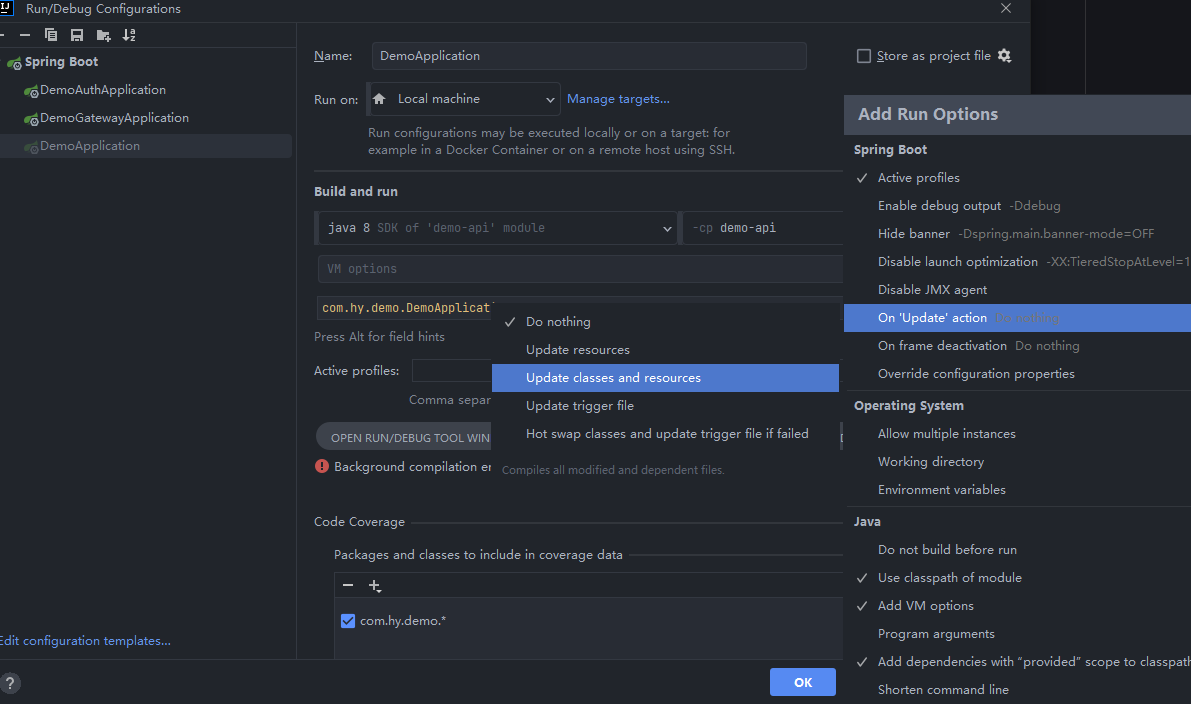 IJ
Run/Debug Configurations
Spring Boot
DemoAuthApplication
DemoGatewayApplication
DemoApplication
Edit configuration templates...
?
Name:
DemoApplication
Store as project file
Run on:
Local machine
Manage targets...
Run configurations may be executed locally or on a target: for
example in a Docker Container or on a remote host using SSH.
Build and run
java 8 SDK of 'demo-api' module
-cp demo-api
VM options
com.hy.demo.DemoApplicati
Press Alt for field hints
Active profiles:
Comma separ
OPEN RUN/DEBUG TOOL WIN
Background compilation er
Do nothing
Update resources
Update classes and resources
Update trigger file
Hot swap classes and update trigger file if failed
Compiles all modified and dependent files.
Code Coverage
Packages and classes to include in coverage data
com.hy.demo.*
OK
Add Run Options
Spring Boot
Active profiles
Enable debug output -Ddebug
Hide banner -Dspring.main.banner-mode=OFF
Disable launch optimization -XX:TieredStopAtLevel=1
Disable JMX agent
On 'Update' action Do nothing
On frame deactivation Do nothing
Override configuration properties
Operating System
Allow multiple instances
Working directory
Environment variables
Java
Do not build before run
Use classpath of module
Add VM options
Program arguments
Add dependencies with “provided” scope to classpath
Shorten command line